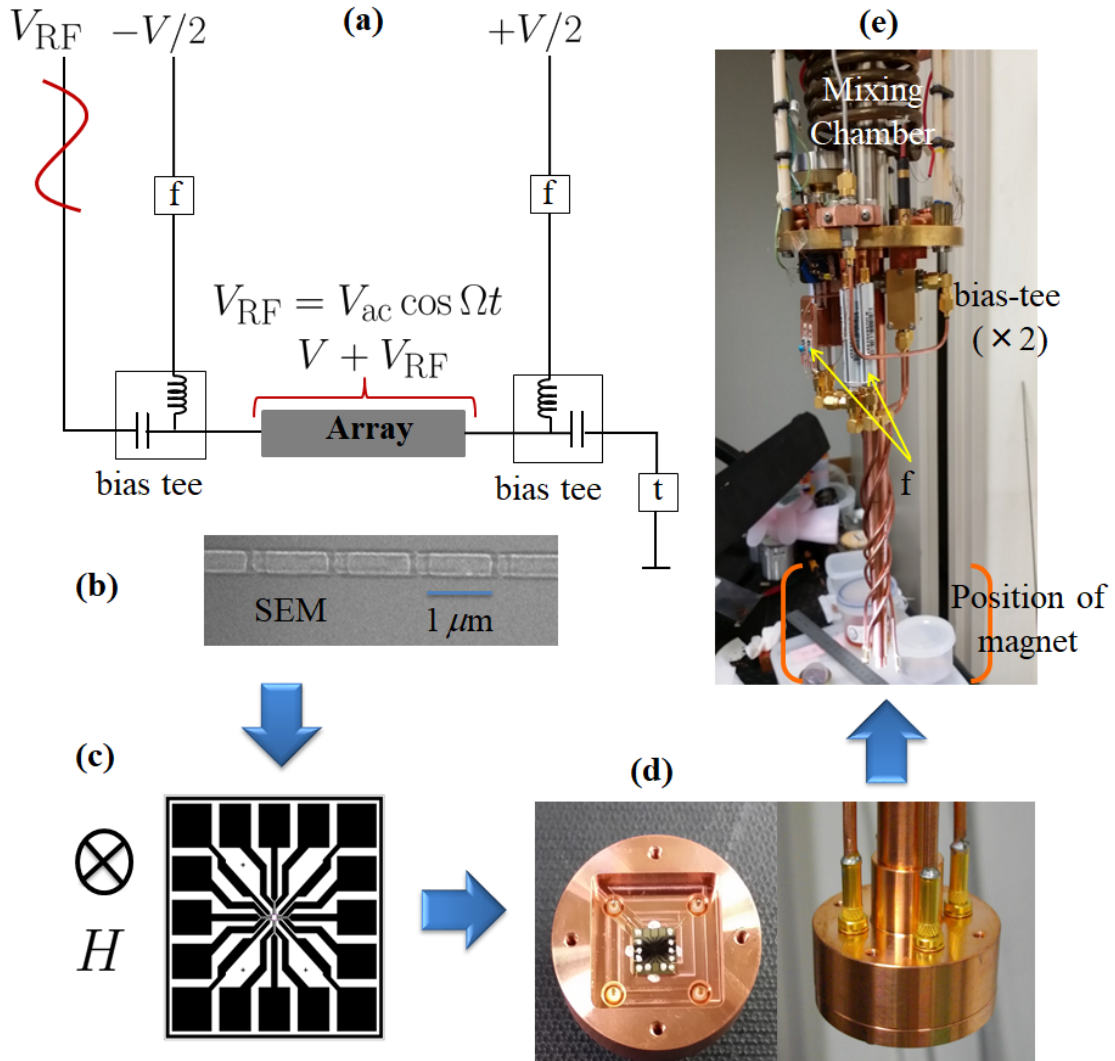 (a)
V_RF −V/2 +V/2
f
f
V_RF = V_ac cos Ωt
V + V_RF
Array
bias tee
bias tee
t
(b)
SEM
1 μm
(c)
H
(d)
(e)
Mixing
Chamber
bias-tee
(×2)
f
Position of
magnet